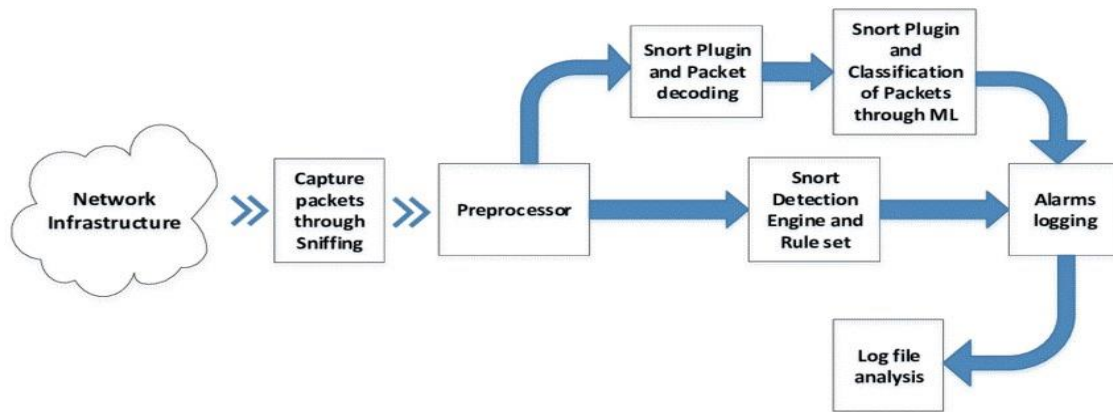 Network
Infrastructure
Capture
packets
through
Sniffing
Preprocessor
Snort Plugin
and Packet
decoding
Snort Plugin
and
Classification
of Packets
through ML
Snort
Detection
Engine and
Rule set
Alarms
logging
Log file
analysis